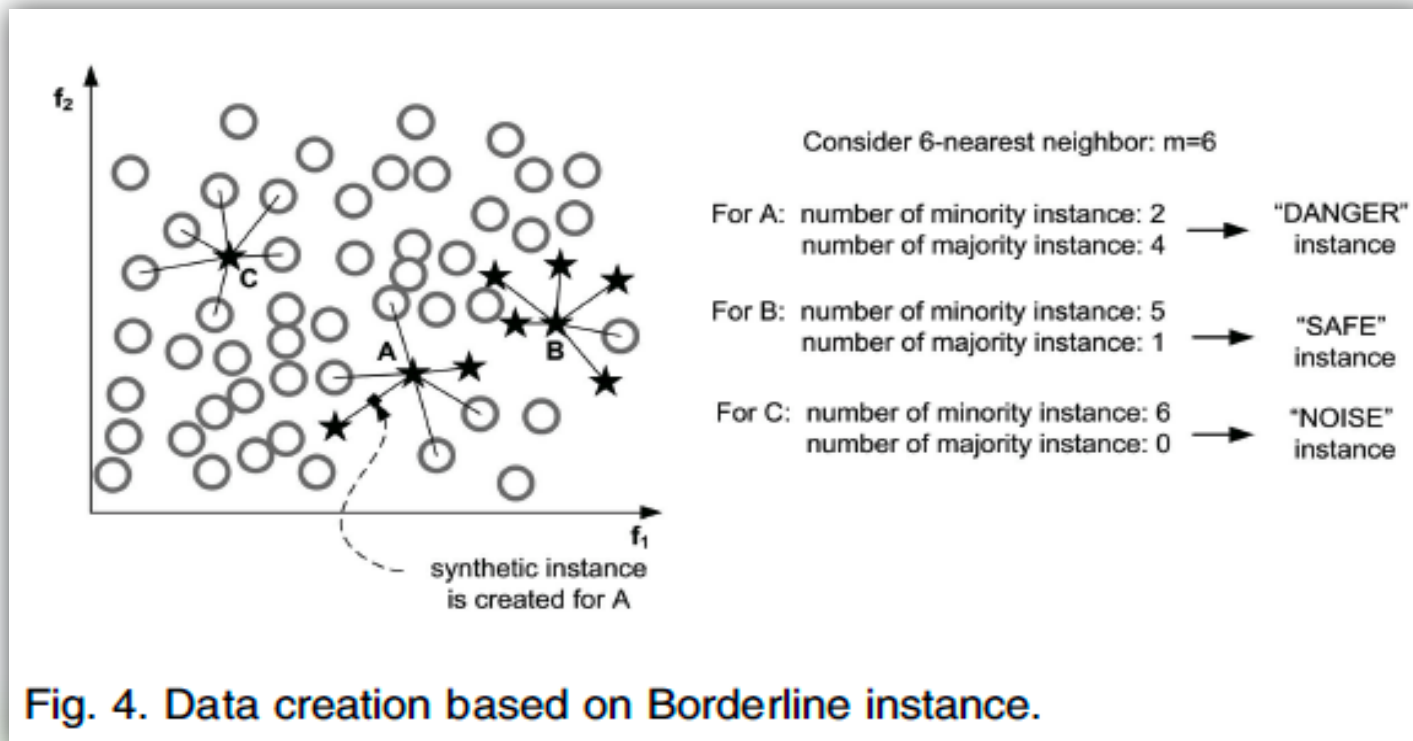 f2
Consider 6-nearest neighbor: m=6
For A: number of minority instance: 2
number of majority instance: 4
"DANGER"
instance
For B: number of minority instance: 5
number of majority instance: 1
"SAFE"
instance
For C: number of minority instance: 6
number of majority instance: 0
"NOISE"
instance
C
A
B
f1
synthetic instance
is created for A
Fig. 4. Data creation based on Borderline instance.